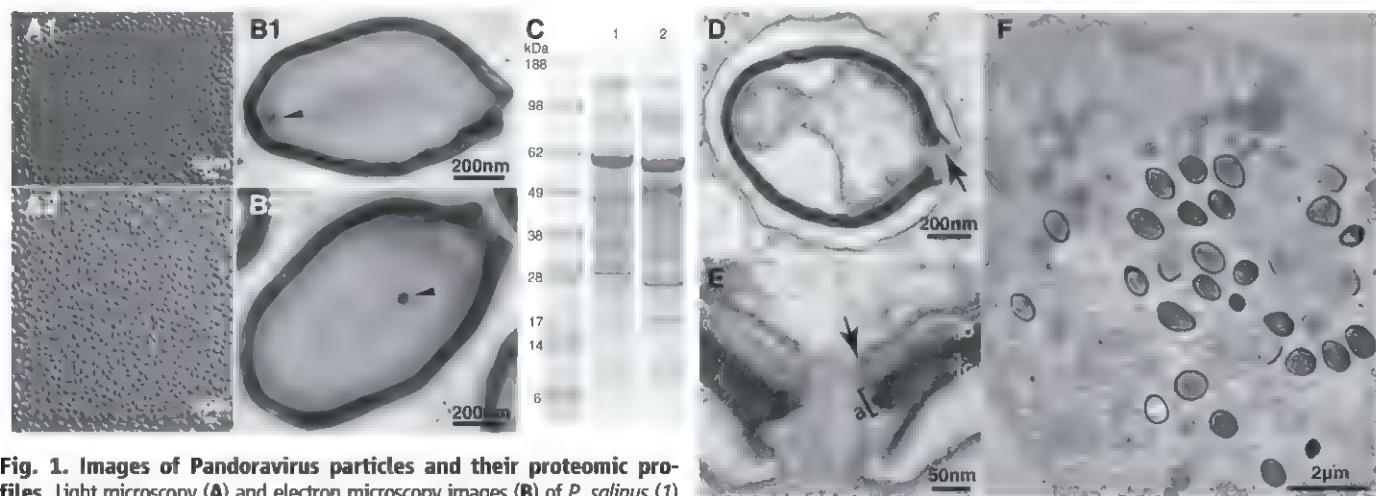 A1
B1
200nm
B
200nm
C
1 2
kDa
188
98
62
49
38
28
17
14
6
D
200nm
E
a
50nm
F
2µm
Fig. 1. Images of Pandoravirus particles and their proteomic pro-
files. Light microscopy (A) and electron microscopy images (B) of P. salinus (1)